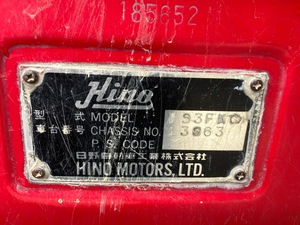 185652
Hino
型 式 MODEL
車台番号 CHASSIS NO. 3963
P. S. CODE
日野自動車工業株式会社
HINO MOTORS, LTD.